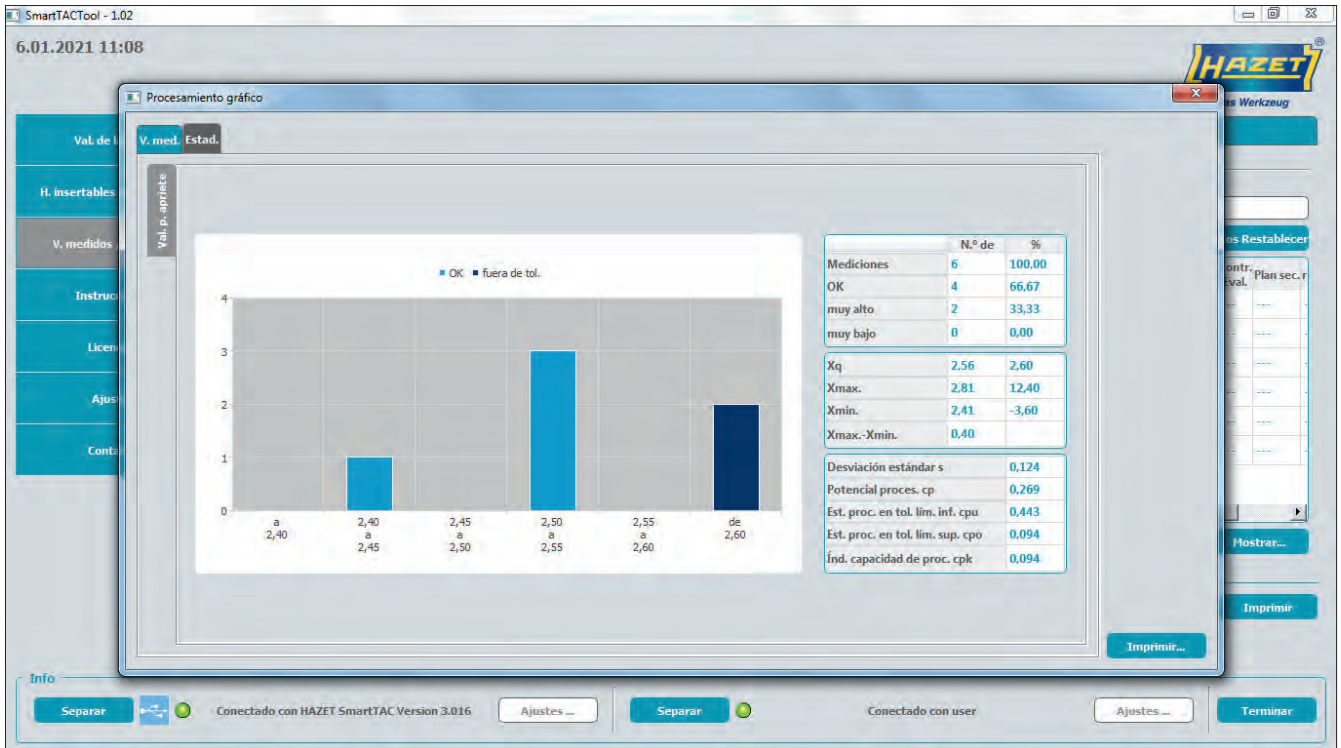 SmartTACTool - 1.02
6.01.2021 11:08
HAZET®
as Werkzeug
Procesamiento gráfico
V. med. Estad.
Val. p. apriete
Val. de l
H. insertables
V. medidos
Instruc
Licen
Ajus
Conta
OK fuera de tol.
4
3
2
1
0
a
2,40
2,40
a
2,45
2,45
a
2,50
2,50
a
2,55
2,55
a
2,60
de
2,60
N.º de %
Mediciones 6 100,00
OK 4 66,67
muy alto 2 33,33
muy bajo 0 0,00
Xq 2,56 2,60
Xmax. 2,81 12,40
Xmin. 2,41 -3,60
Xmax.-Xmin. 0,40
Desviación estándar s 0,124
Potencial proces. cp 0,269
Est. proc. en tol. lím. inf. cpu 0,443
Est. proc. en tol. lím. sup. cpo 0,094
Índ. capacidad de proc. cpk 0,094
Imprimir...
os Restablecer
ontr.
Eval.
Plan sec. r
---
---
---
---
---
---
Mostrar...
Imprimir
Info
Separar Conectado con HAZET SmartTAC Version 3.016 Ajustes ... Separar Conectado con user Ajustes ... Terminar